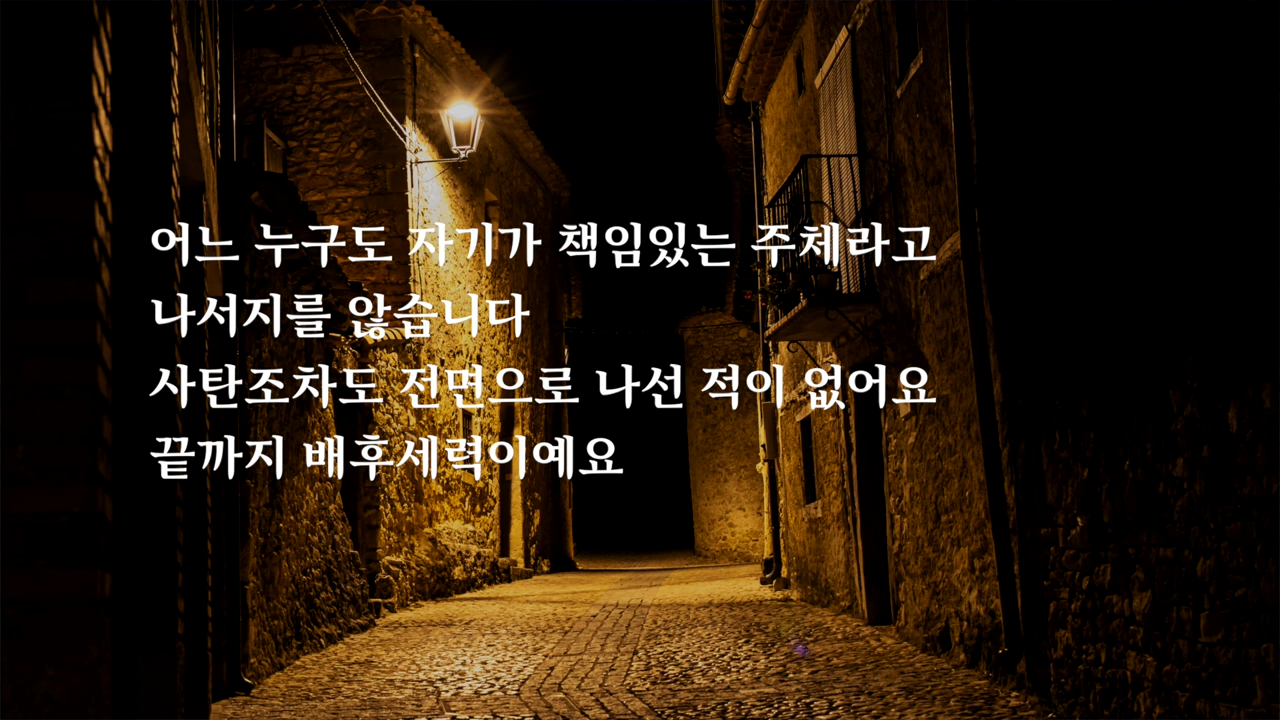 어느 누구도 자기가 책임있는 주체라고
나서지를 않습니다
사탄조차도 전면으로 나선 적이 없어요
끝까지 배후세력이예요